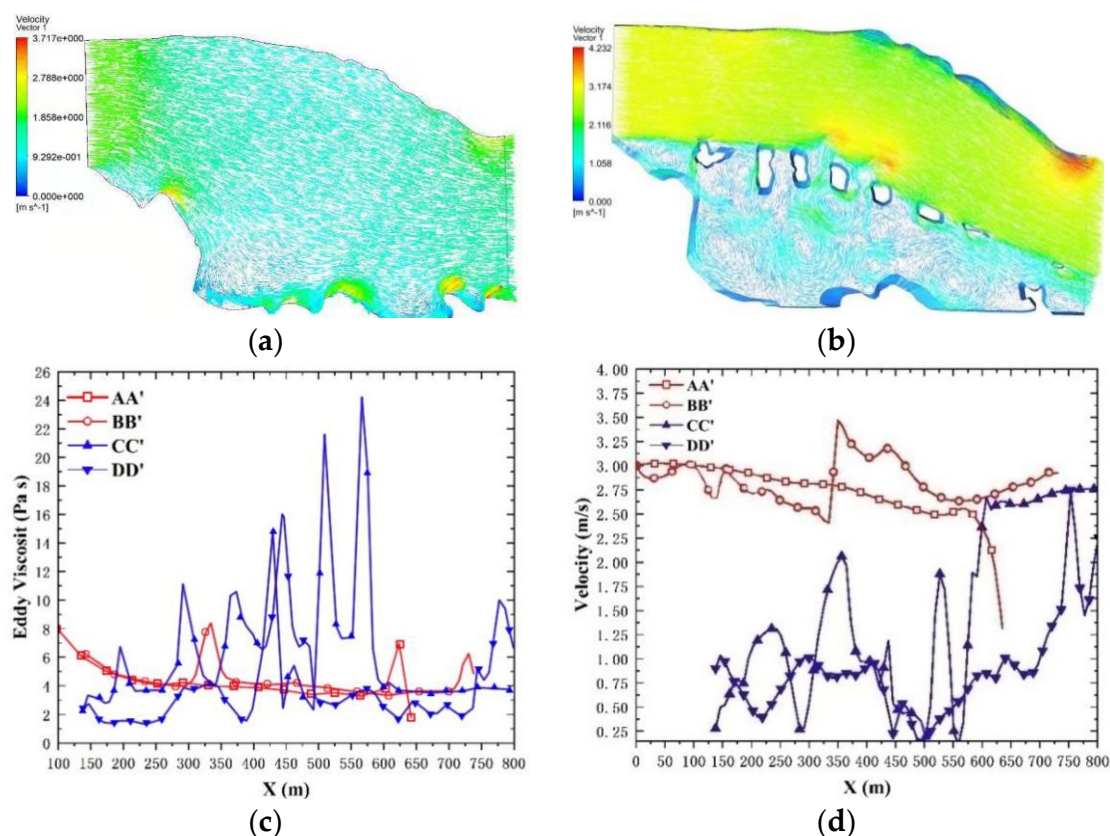 Velocity
Vector 1
3.717e+000
2.788e+000
1.858e+000
9.292e-001
0.000e+000
[m s^-1]
(a)
Velocity
Vector 1
4.232
3.174
2.116
1.058
0.000
[m s^-1]
(b)
26
24
22
20
18
16
14
12
10
8
6
4
2
0
Eddy Viscosit (Pa s)
AA'
BB'
CC'
DD'
100 150 200 250 300 350 400 450 500 550 600 650 700 750 800
X (m)
(c)
4.00
3.75
3.50
3.25
3.00
2.75
2.50
2.25
2.00
1.75
1.50
1.25
1.00
0.75
0.50
0.25
Velocity (m/s)
AA'
BB'
CC'
DD'
0 50 100 150 200 250 300 350 400 450 500 550 600 650 700 750 800
X (m)
(d)